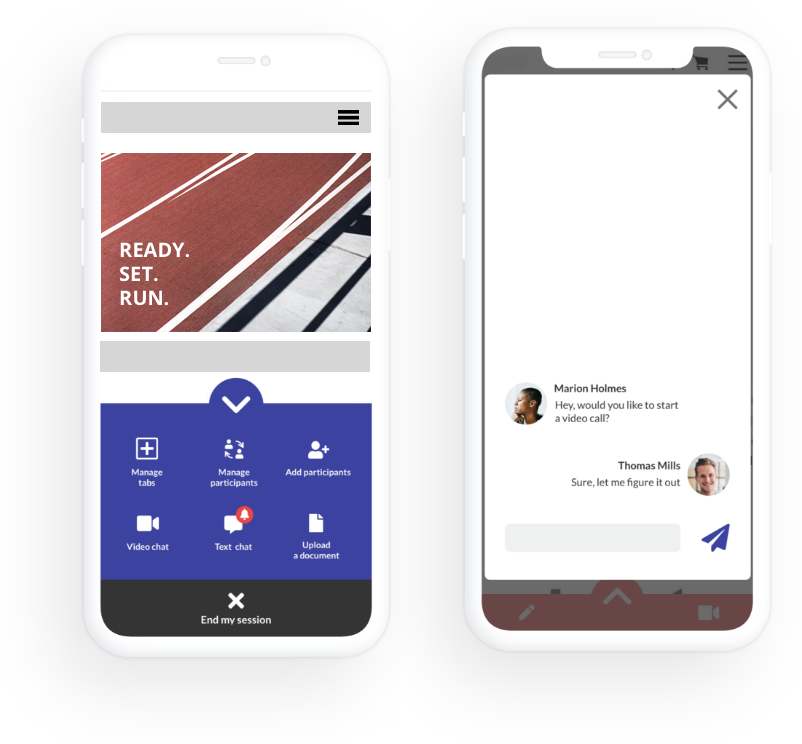 READY.
SET.
RUN.
Manage
tabs
Manage
participants
Add participants
Video chat
Text chat
Upload
a document
End my session
Marion Holmes
Hey, would you like to start
a video call?
Thomas Mills
Sure, let me figure it out